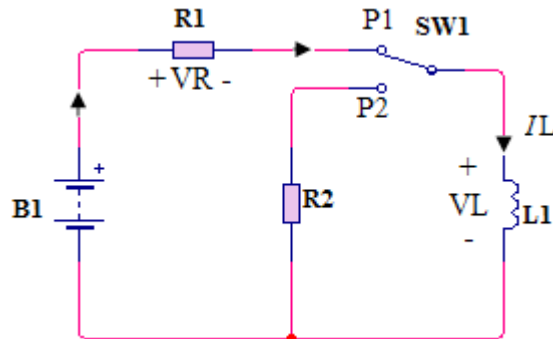 R1
P1
SW1
+ VR -
P2
IL
+
B1
R2
+
VL
L1
-